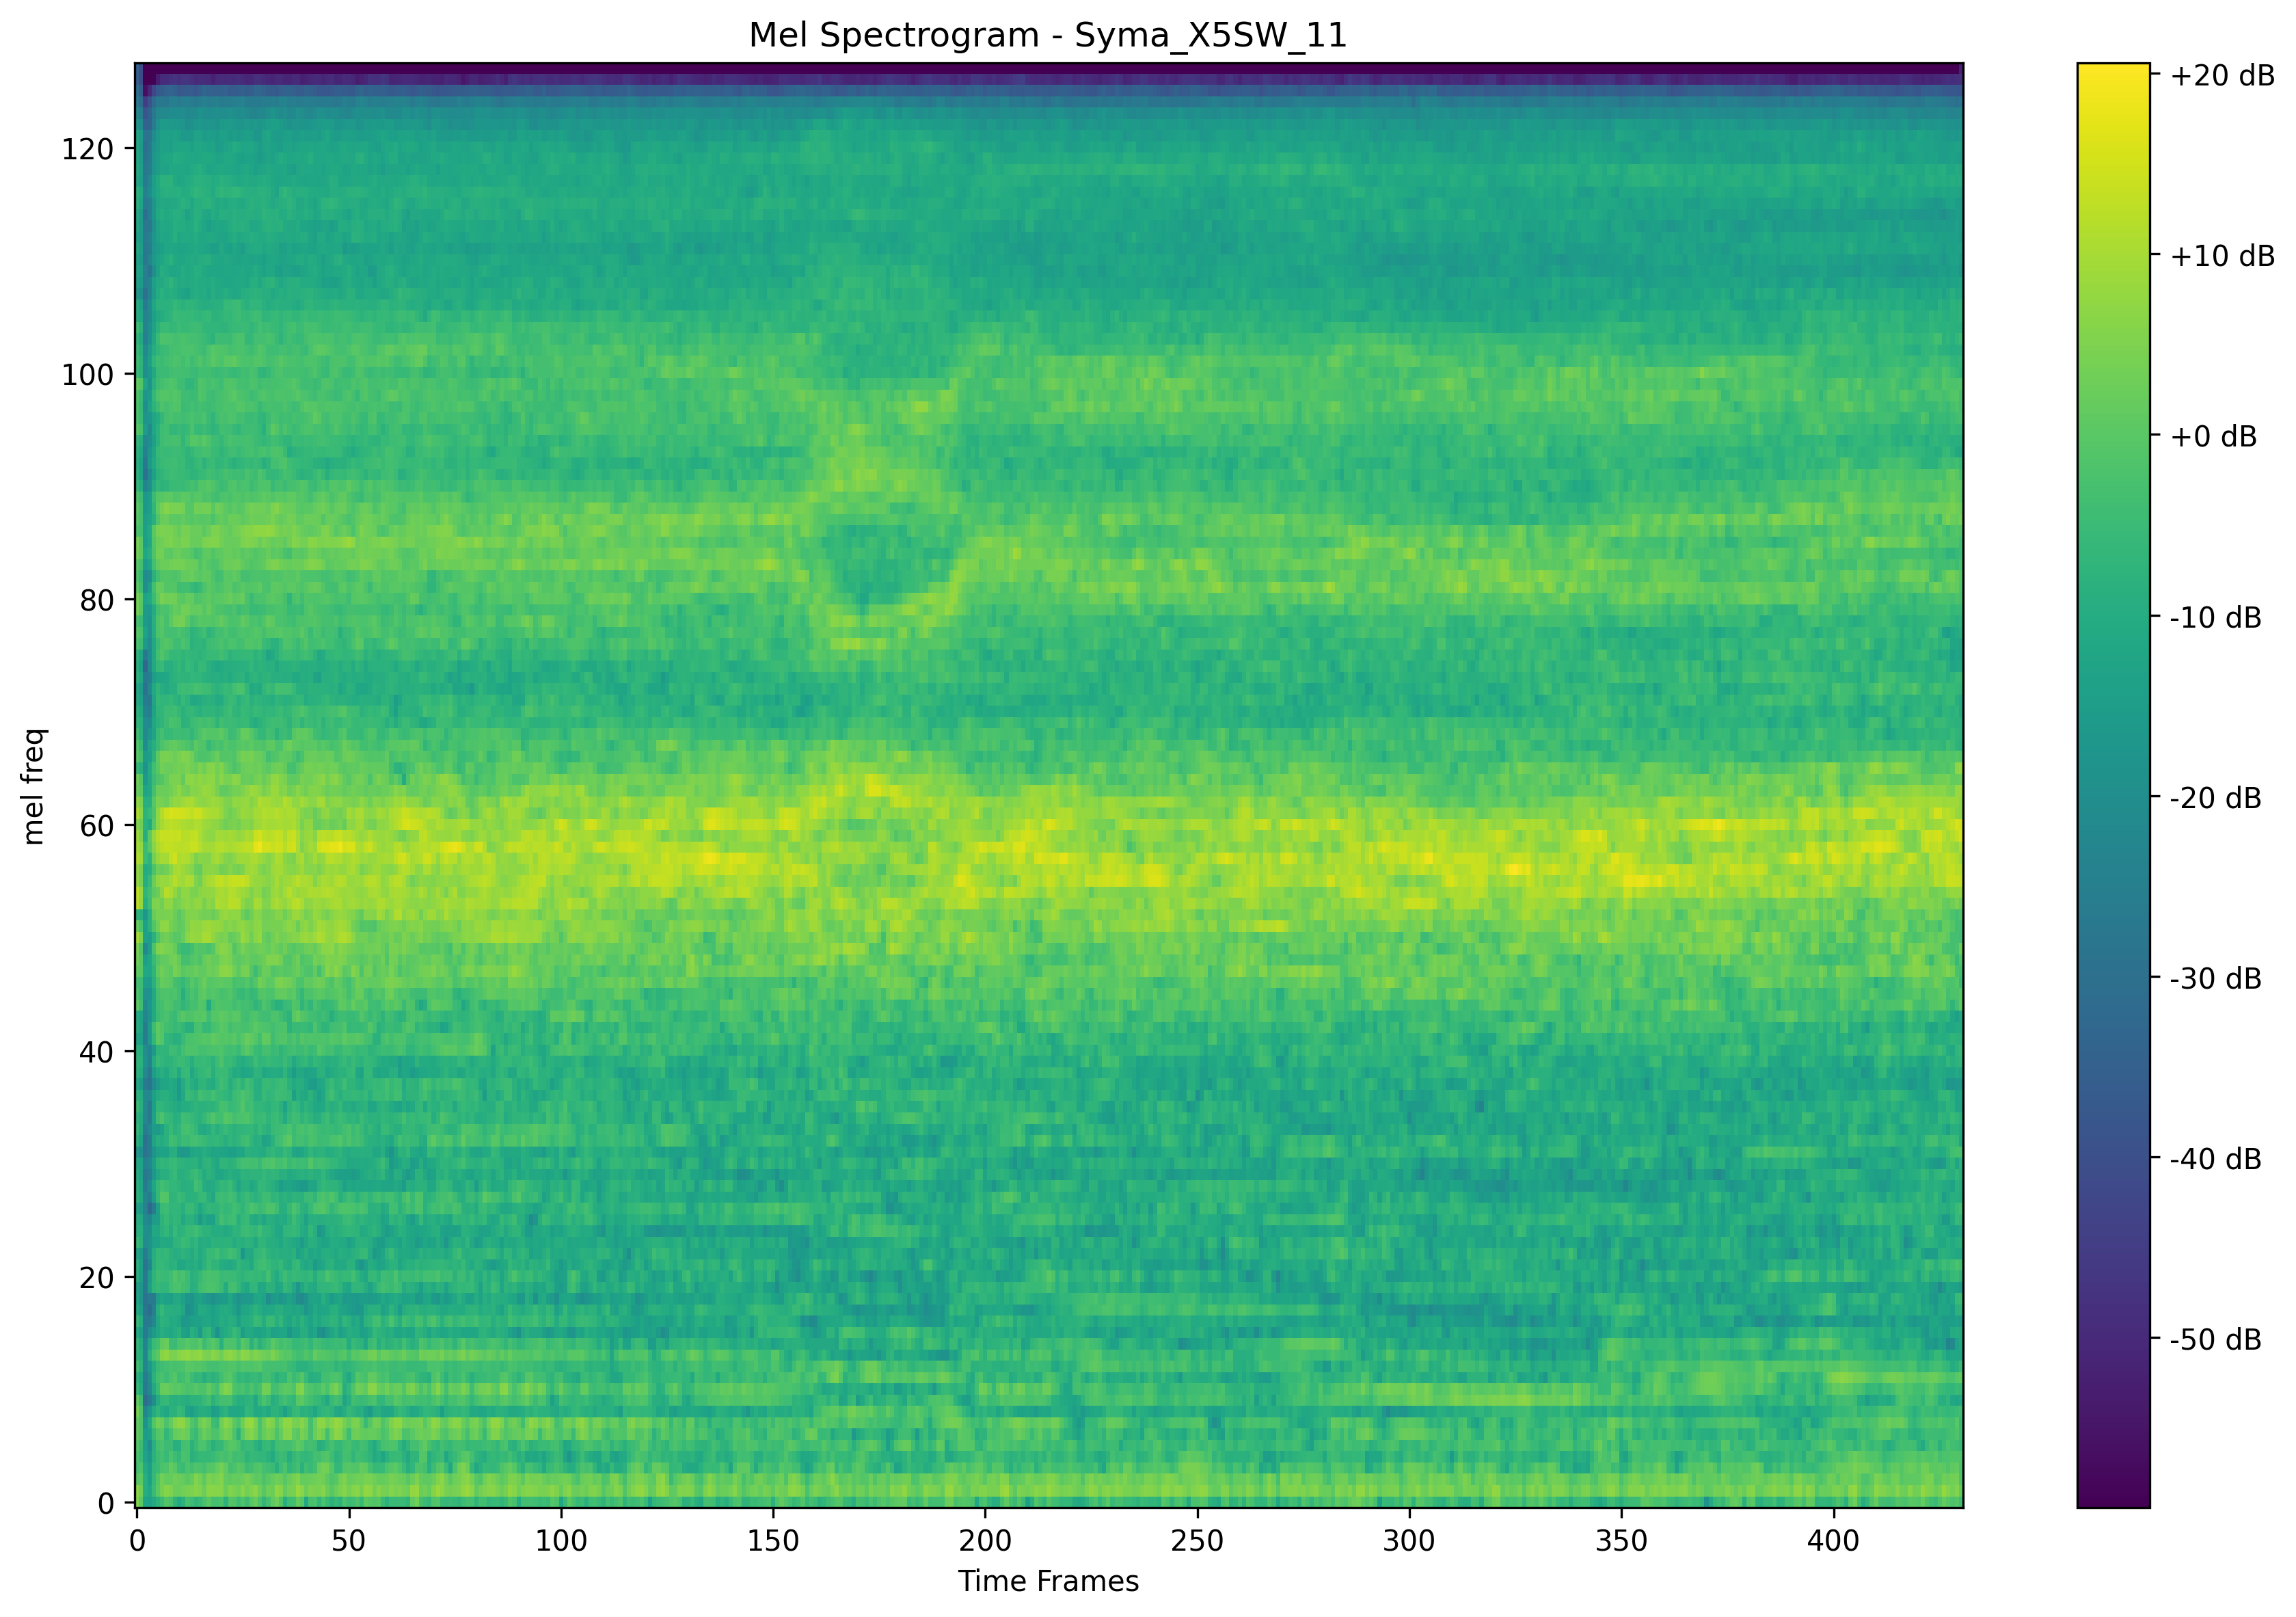 Mel Spectrogram - Syma_X5SW_11
mel freq
120
100
80
60
40
20
0
0 50 100 150 200 250 300 350 400
Time Frames
+20 dB
+10 dB
+0 dB
-10 dB
-20 dB
-30 dB
-40 dB
-50 dB